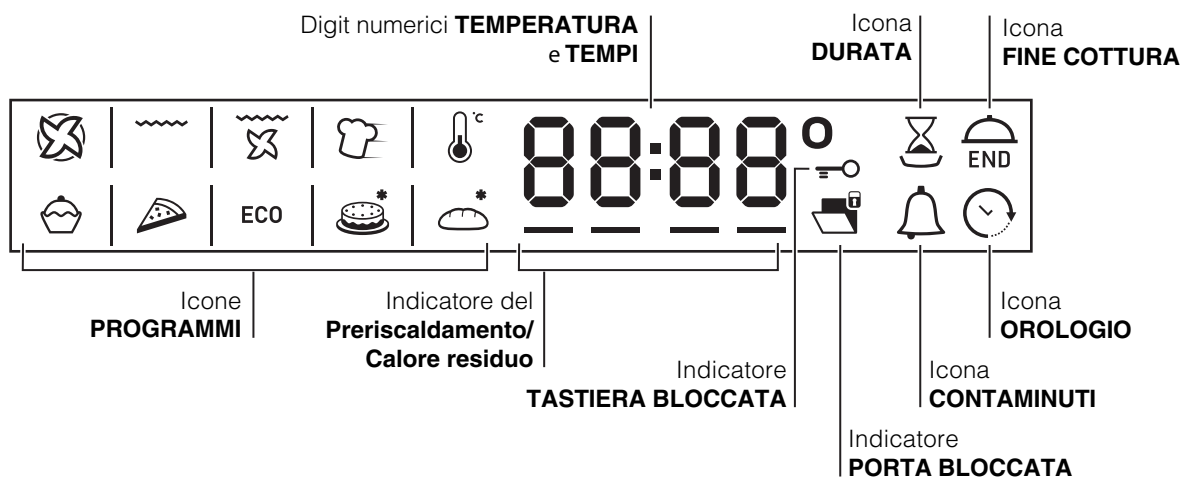 Digit numerici TEMPERATURA
e TEMPI
Icona
DURATA
Icona
FINE COTTURA
°C
88:88°
END
ECO
Icone
PROGRAMMI
Indicatore del
Preriscaldamento/
Calore residuo
Indicatore
TASTIERA BLOCCATA
Icona
OROLOGIO
Icona
CONTAMINUTI
Indicatore
PORTA BLOCCATA